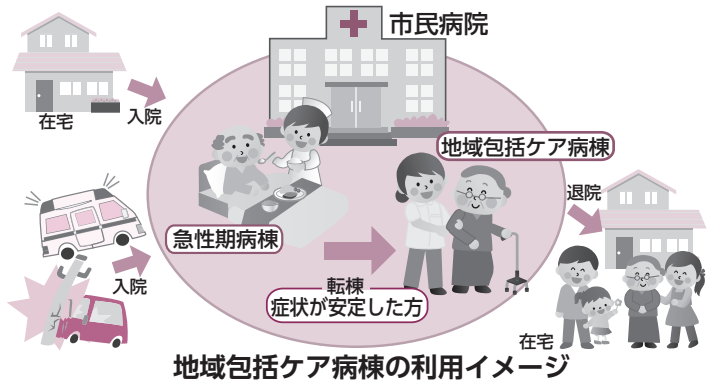 市民病院
在宅
入院
地域包括ケア病棟
退院
急性期病棟
入院
転棟
症状が安定した方
在宅
地域包括ケア病棟の利用イメージ